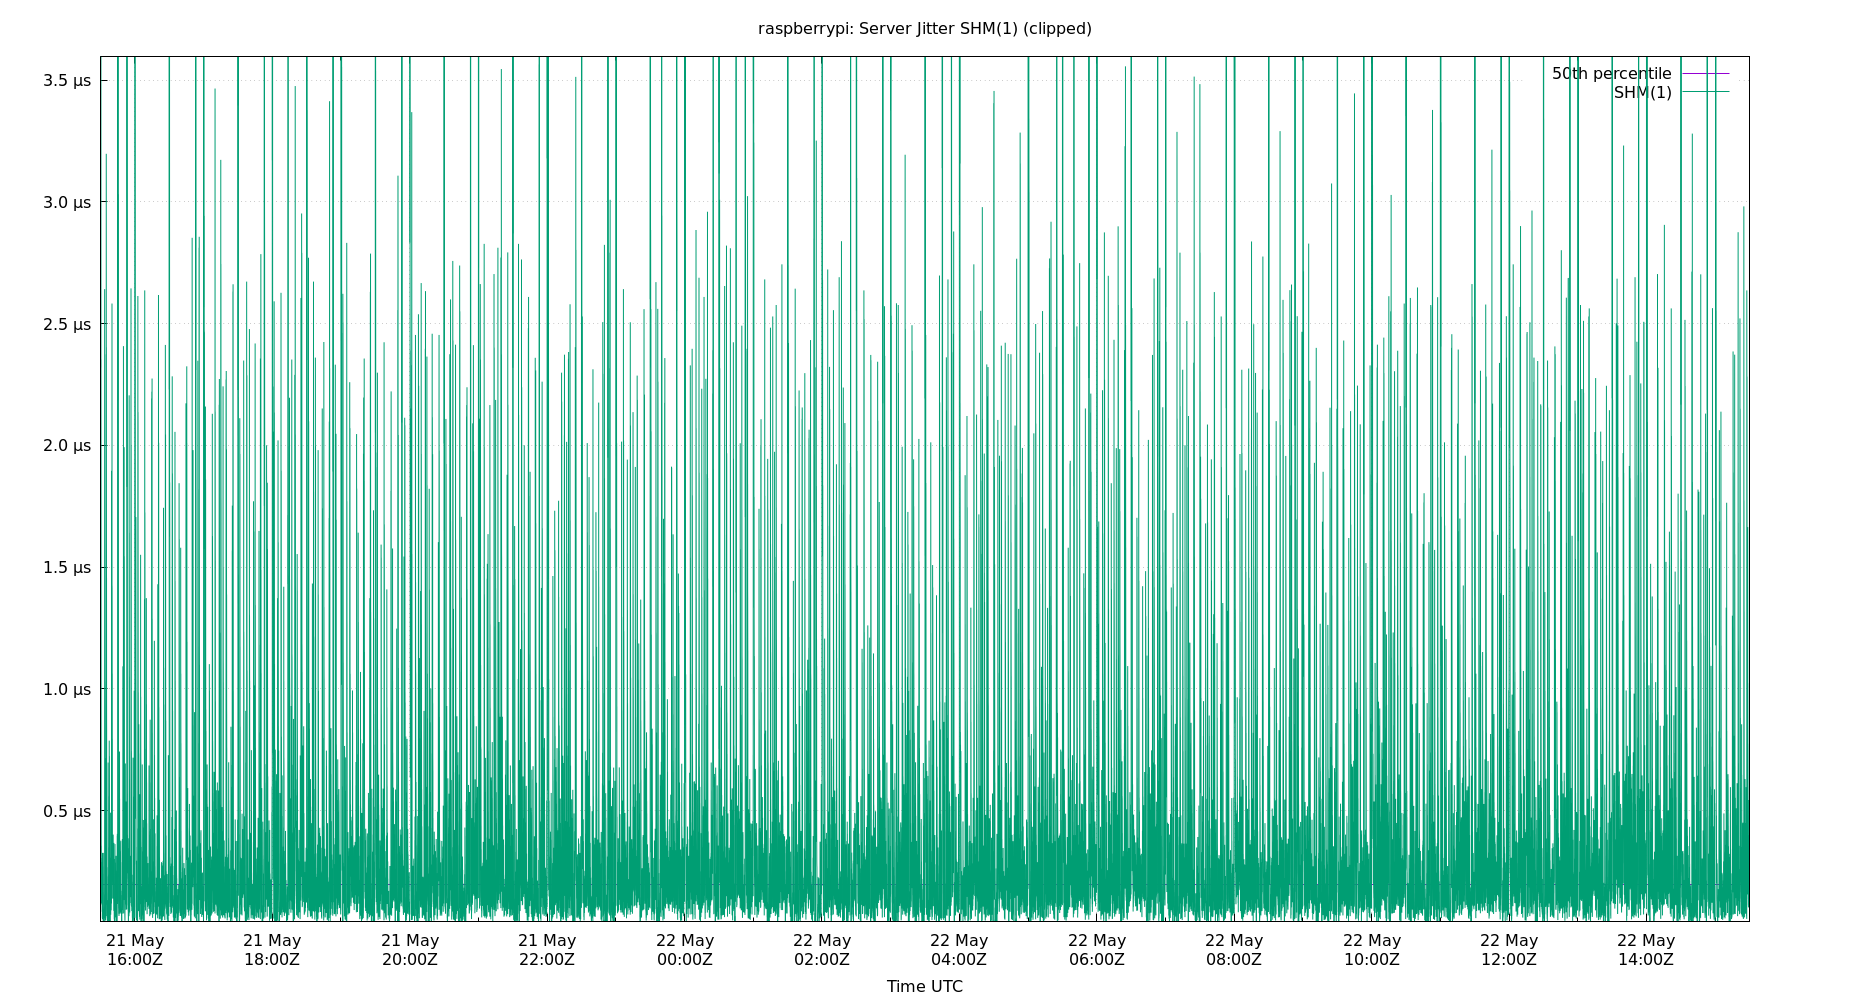 raspberrypi: Server Jitter SHM(1) (clipped)
3.5 µs
3.0 µs
2.5 µs
2.0 µs
1.5 µs
1.0 µs
0.5 µs
50th percentile
SHM(1)
21 May 21 May 21 May 21 May 22 May 22 May 22 May 22 May 22 May 22 May 22 May 22 May
16:00Z 18:00Z 20:00Z 22:00Z 00:00Z 02:00Z 04:00Z 06:00Z 08:00Z 10:00Z 12:00Z 14:00Z
Time UTC